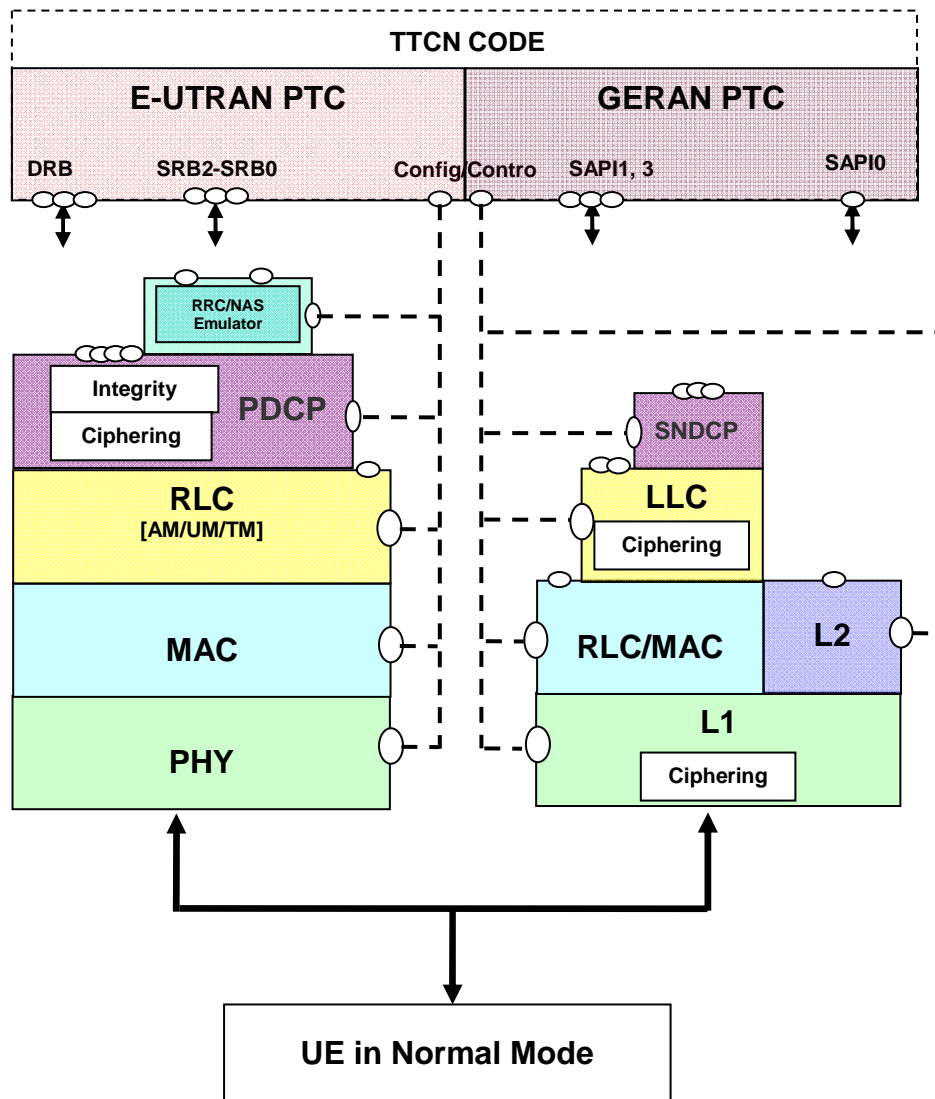 TTCN CODE
E-UTRAN PTC
GERAN PTC
DRB
SRB2-SRB0
Config/Contro
SAPI1, 3
SAPI0
RRC/NAS
Emulator
Integrity
PDCP
Ciphering
SNDCP
RLC
[AM/UM/TM]
LLC
Ciphering
MAC
RLC/MAC
L2
PHY
L1
Ciphering
UE in Normal Mode